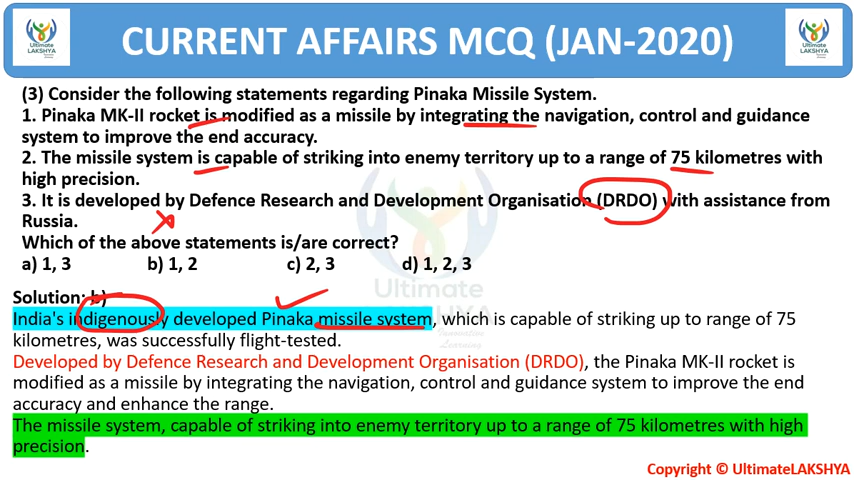 Ultimate
LAKSHYA
CURRENT AFFAIRS MCQ (JAN-2020)
Ultimate
LAKSHYA
(3) Consider the following statements regarding Pinaka Missile System.
1. Pinaka MK-II rocket is modified as a missile by integrating the navigation, control and guidance
system to improve the end accuracy.
2. The missile system is capable of striking into enemy territory up to a range of 75 kilometres with
high precision.
3. It is developed by Defence Research and Development Organisation (DRDO) with assistance from
Russia.
Which of the above statements is/are correct?
a) 1, 3 b) 1, 2 c) 2, 3 d) 1, 2, 3
Solution: b)
India's indigenously developed Pinaka missile system, which is capable of striking up to range of 75
kilometres, was successfully flight-tested.
Developed by Defence Research and Development Organisation (DRDO), the Pinaka MK-II rocket is
modified as a missile by integrating the navigation, control and guidance system to improve the end
accuracy and enhance the range.
The missile system, capable of striking into enemy territory up to a range of 75 kilometres with high
precision.
Ultimate
LAKSHYA
Innovation
Learning
Copyright © UltimateLAKSHYA